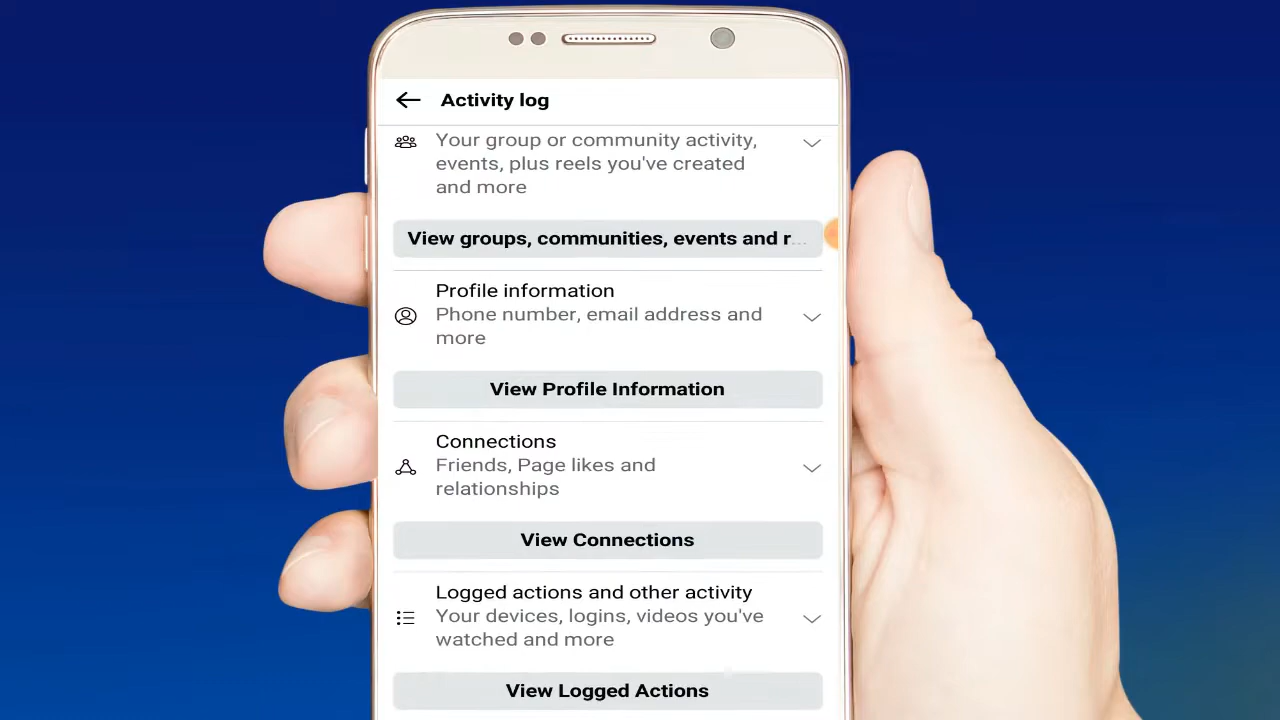 Activity log
Your group or community activity,
events, plus reels you've created
and more
View groups, communities, events and r...
Profile information
Phone number, email address and
more
View Profile Information
Connections
Friends, Page likes and
relationships
View Connections
Logged actions and other activity
Your devices, logins, videos you've
watched and more
View Logged Actions